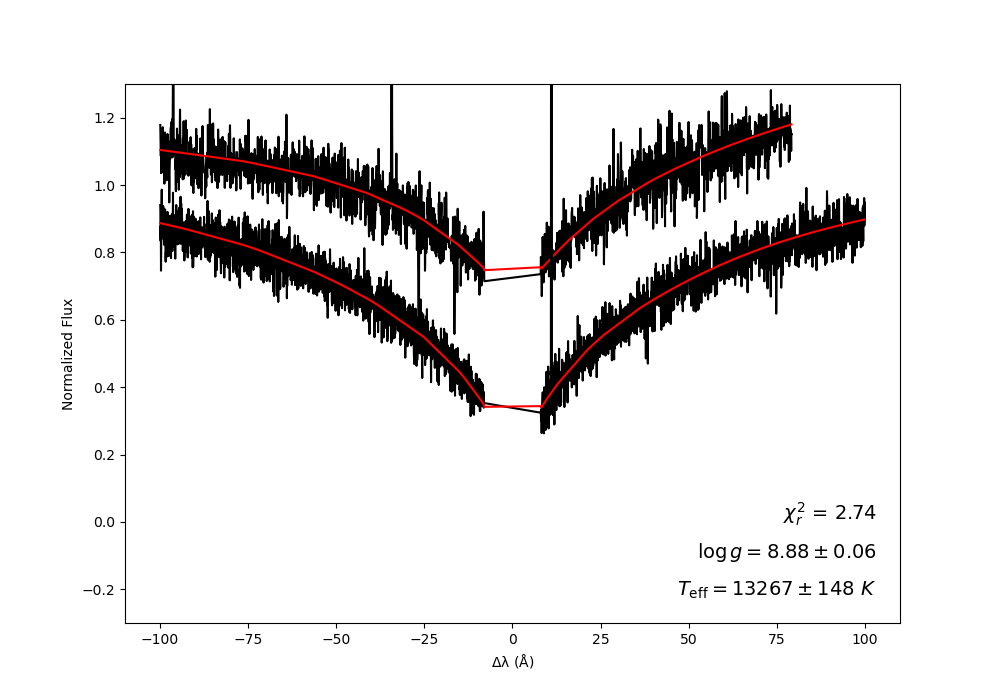 1.2
1.0
0.8
0.6
0.4
0.2
0.0
−0.2
Normalized Flux
χ²ᵣ = 2.74
log g = 8.88 ± 0.06
T_eff = 13267 ± 148 K
−100 −75 −50 −25 0 25 50 75 100
Δλ (Å)